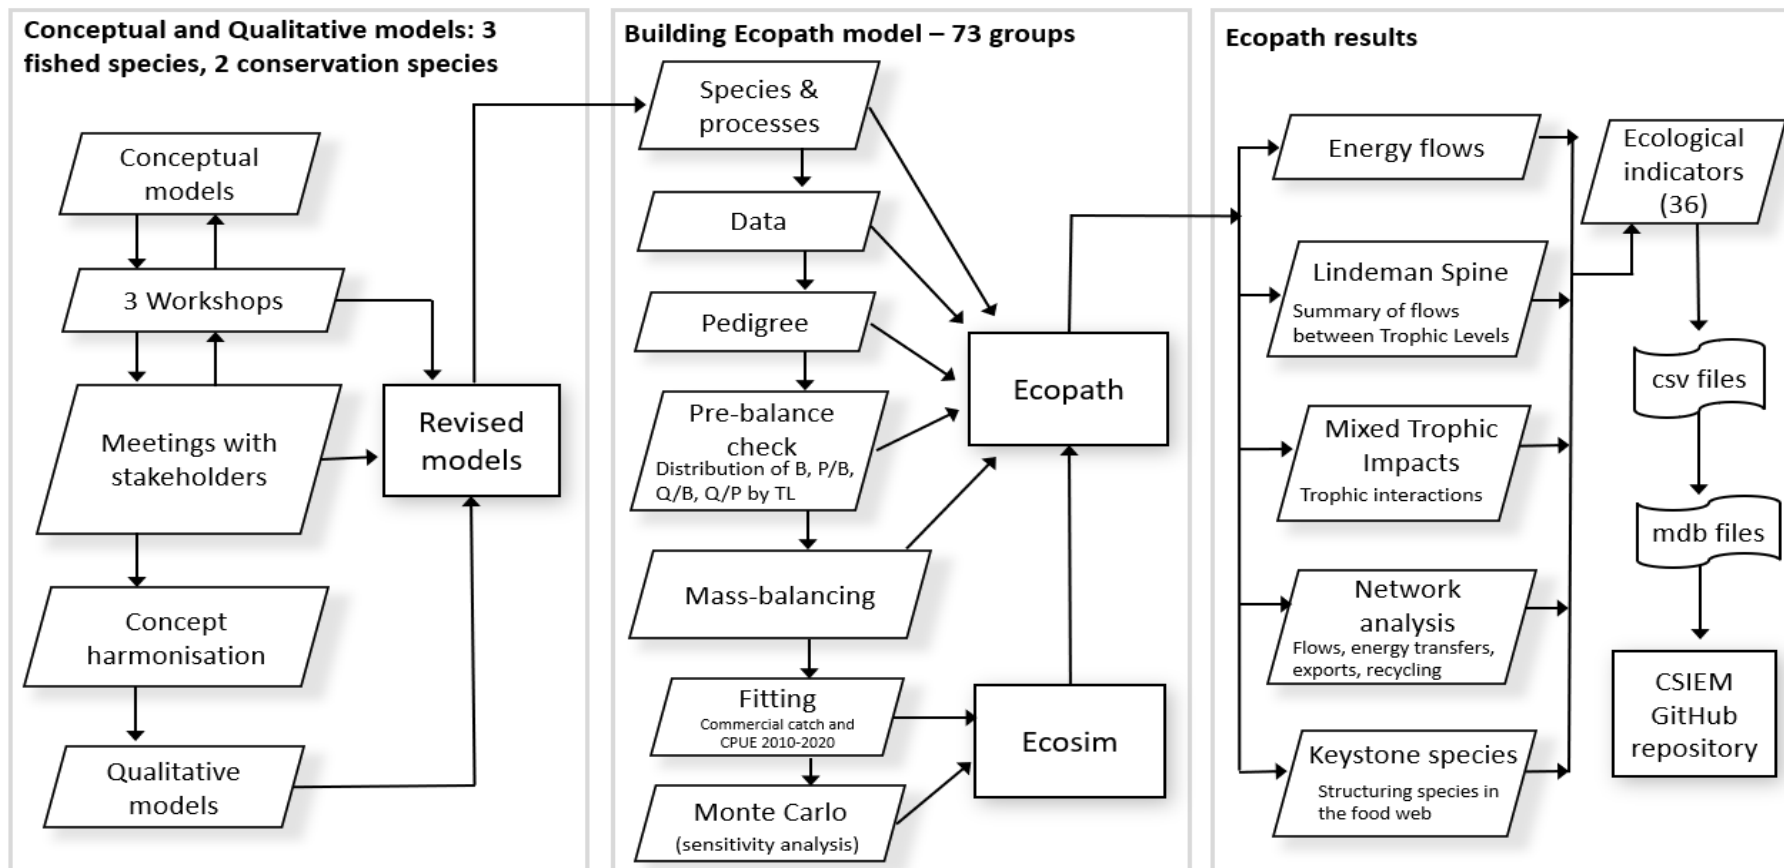 Conceptual and Qualitative models: 3
fished species, 2 conservation species
Conceptual
models
3 Workshops
Meetings with
stakeholders
Revised
models
Concept
harmonisation
Qualitative
models
Building Ecopath model – 73 groups
Species &
processes
Data
Pedigree
Pre-balance
check
Distribution of B, P/B,
Q/B, Q/P by TL
Mass-balancing
Fitting
Commercial catch and
CPUE 2010-2020
Monte Carlo
(sensitivity analysis)
Ecopath
Ecosim
Ecopath results
Energy flows
Lindeman Spine
Summary of flows
between Trophic Levels
Mixed Trophic
Impacts
Trophic interactions
Network
analysis
Flows, energy transfers,
exports, recycling
Keystone species
Structuring species in
the food web
Ecological
indicators
(36)
csv files
mdb files
CSIEM
GitHub
repository